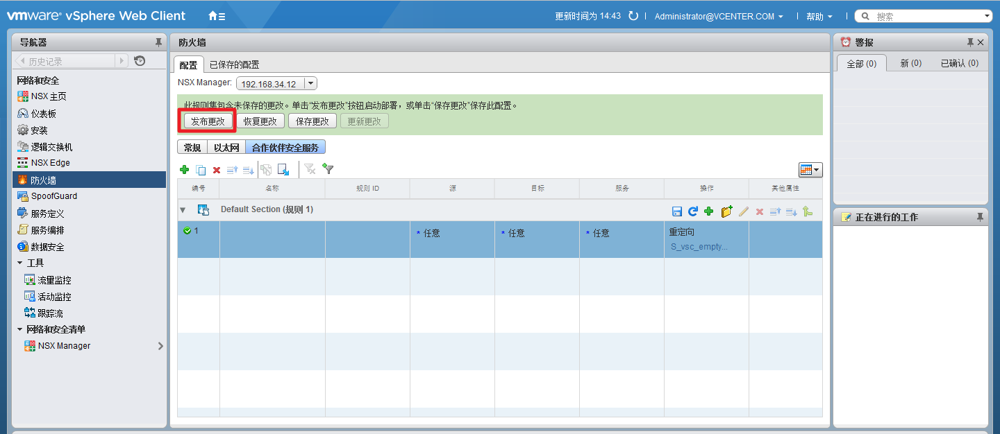 vmware® vSphere Web Client
更新时间为 14:43
Administrator@VCENTER.COM
帮助
搜索
导航器
历史记录
网络和安全
NSX 主页
仪表板
安装
逻辑交换机
NSX Edge
防火墙
SpoofGuard
服务定义
服务编排
数据安全
工具
流量监控
活动监控
跟踪流
网络和安全清单
NSX Manager
防火墙
配置 已保存的配置
NSX Manager: 192.168.34.12
此规则集包含未保存的更改。单击“发布更改”按钮启动部署，或单击“保存更改”保存此配置。
发布更改 恢复更改 保存更改 更新更改
常规 以太网 合作伙伴安全服务
编号 名称 规则 ID 源 目标 服务 操作 其他属性
Default Section (规则 1)
1 * 任意 * 任意 * 任意 重定向
S_vsc_empty...
警报
全部 (0) 新 (0) 已确认 (0)
正在进行的工作